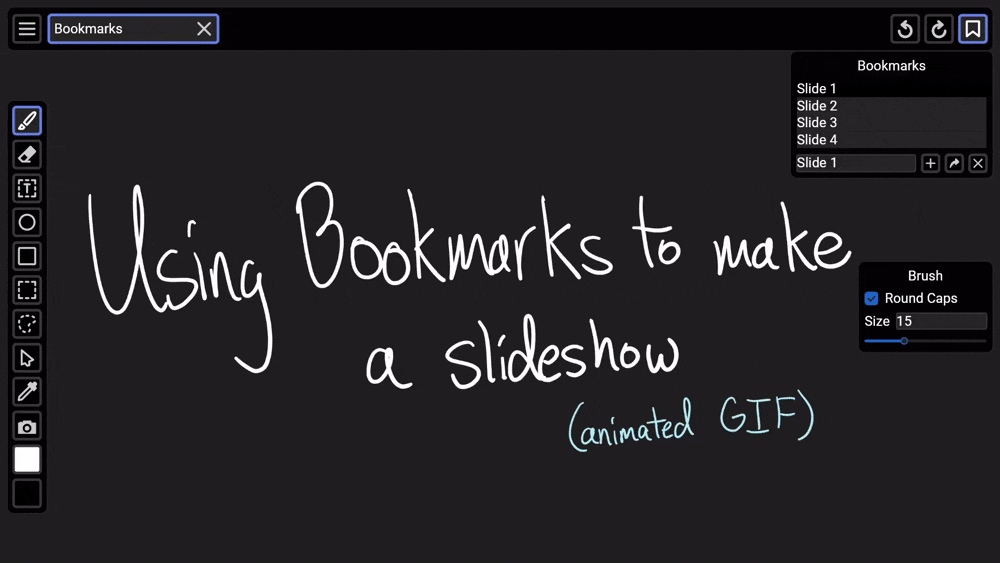 Bookmarks
Bookmarks
Slide 1
Slide 2
Slide 3
Slide 4
Slide 1
Using Bookmarks to make
a slideshow
(animated GIF)
Brush
Round Caps
Size 15
T